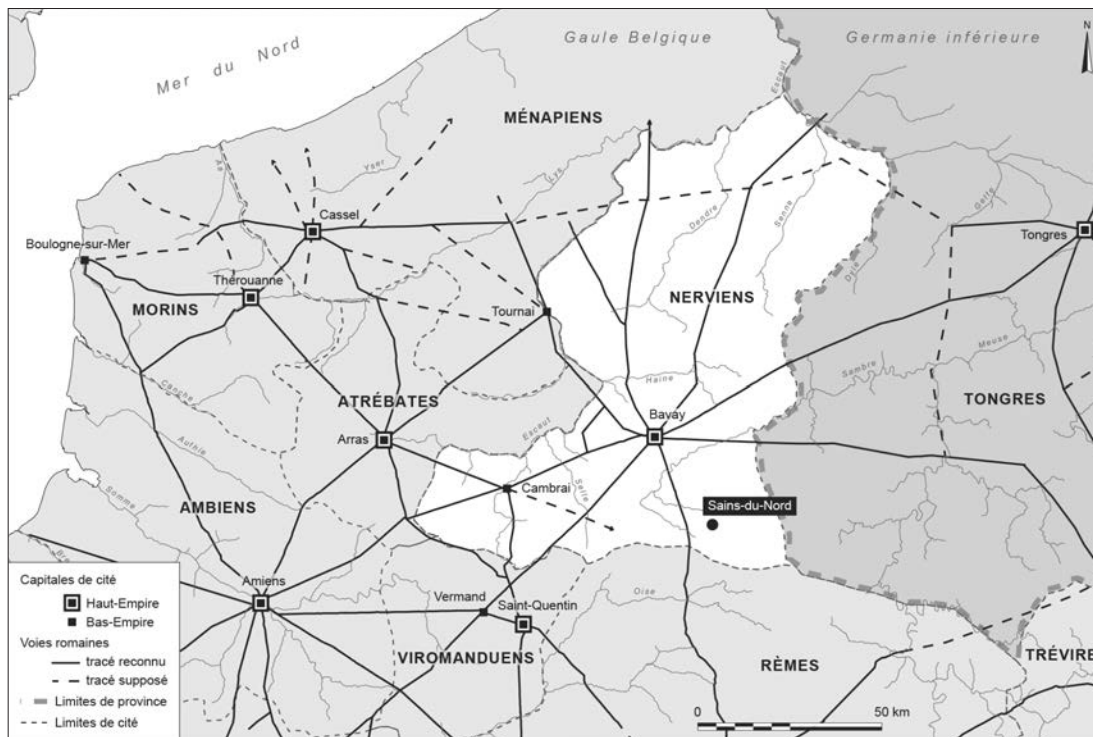 Mer du Nord
Gaule Belgique
Germanie inférieure
N
Escaut
MÉNAPIENS
Aa
Yser
Lys
Dendre
Senne
Gette
Cassel
Boulogne-sur-Mer
Tongres
Dyle
Thérouanne
NERVIENS
MORINS
Tournai
Meuse
Sambre
Haine
Canche
ATRÉBATES
TONGRES
Bavay
Authie
Arras
Escaut
Cambrai
Selle
Somme
AMBIENS
Sains-du-Nord
Bre
Capitales de cité
Haut-Empire
Bas-Empire
Voies romaines
tracé reconnu
tracé supposé
Limites de province
Limites de cité
Amiens
Vermand
Saint-Quentin
Oise
VIROMANDUENS
RÈMES
TRÉVIRE
0
50 km